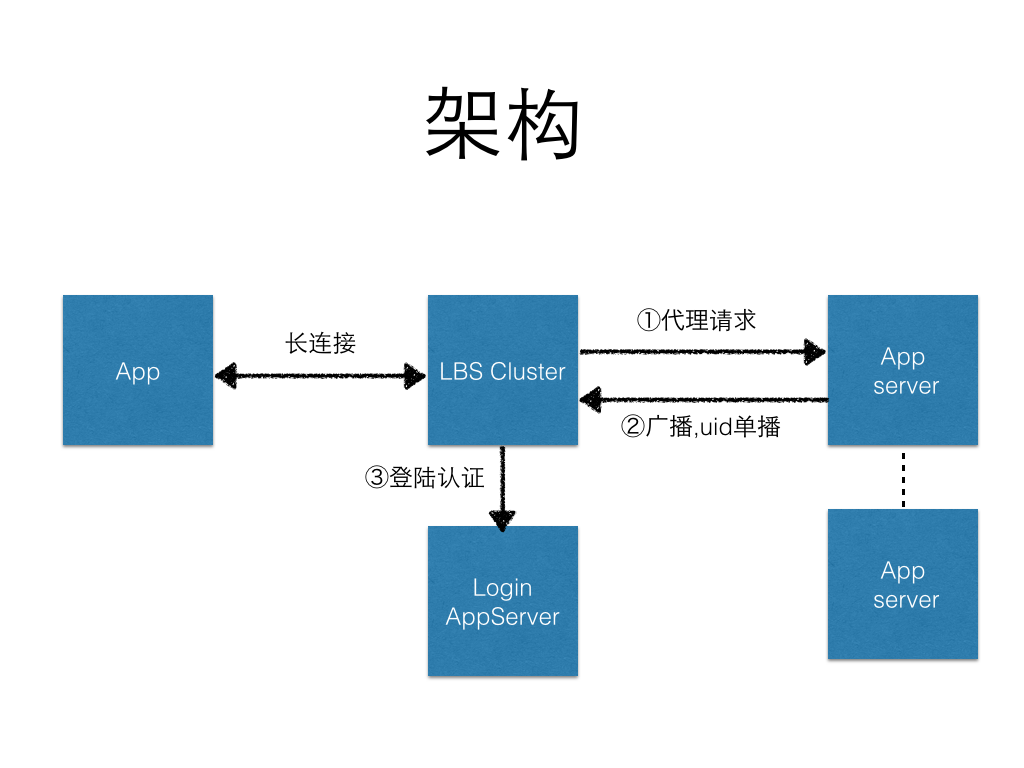 架构
App
长连接
LBS Cluster
①代理请求
②广播,uid单播
App
server
③登陆认证
Login
AppServer
App
server